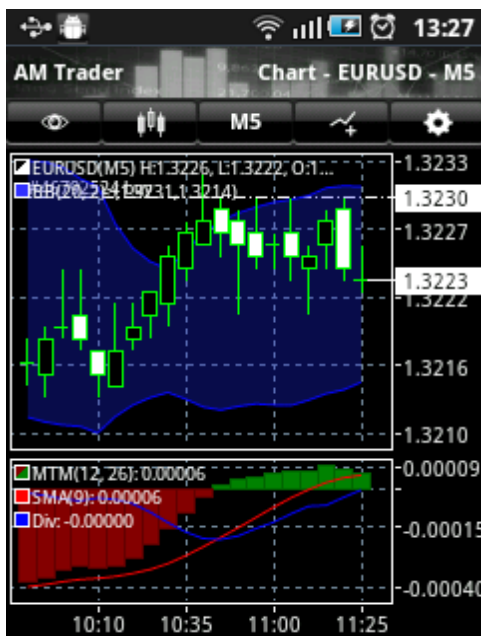 13:27
AM Trader
Chart - EURUSD - M5
M5
EURUSD(M5) H:1.3226, L:1.3222, O:1...
1.3233
1.3230
1.3227
1.3223
1.3222
1.3216
1.3210
MTM(12, 26): 0.00006
SMA(9): 0.00006
Div: -0.00000
0.00009
-0.00015
-0.00040
10:10 10:35 11:00 11:25